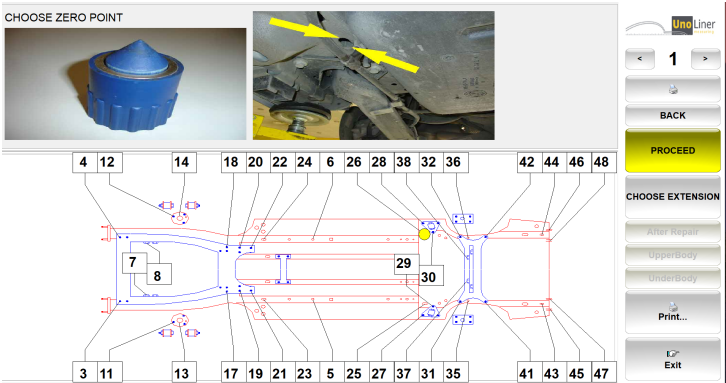 CHOOSE ZERO POINT
UnoLiner
< 1 >
BACK
PROCEED
CHOOSE EXTENSION
After Repair
UpperBody
UnderBody
Print...
Exit
4 12 14 18 20 22 24 6 26 28 38 32 36 42 44 46 48
7 8 29 30
3 11 13 17 19 21 23 5 25 27 37 31 35 41 43 45 47